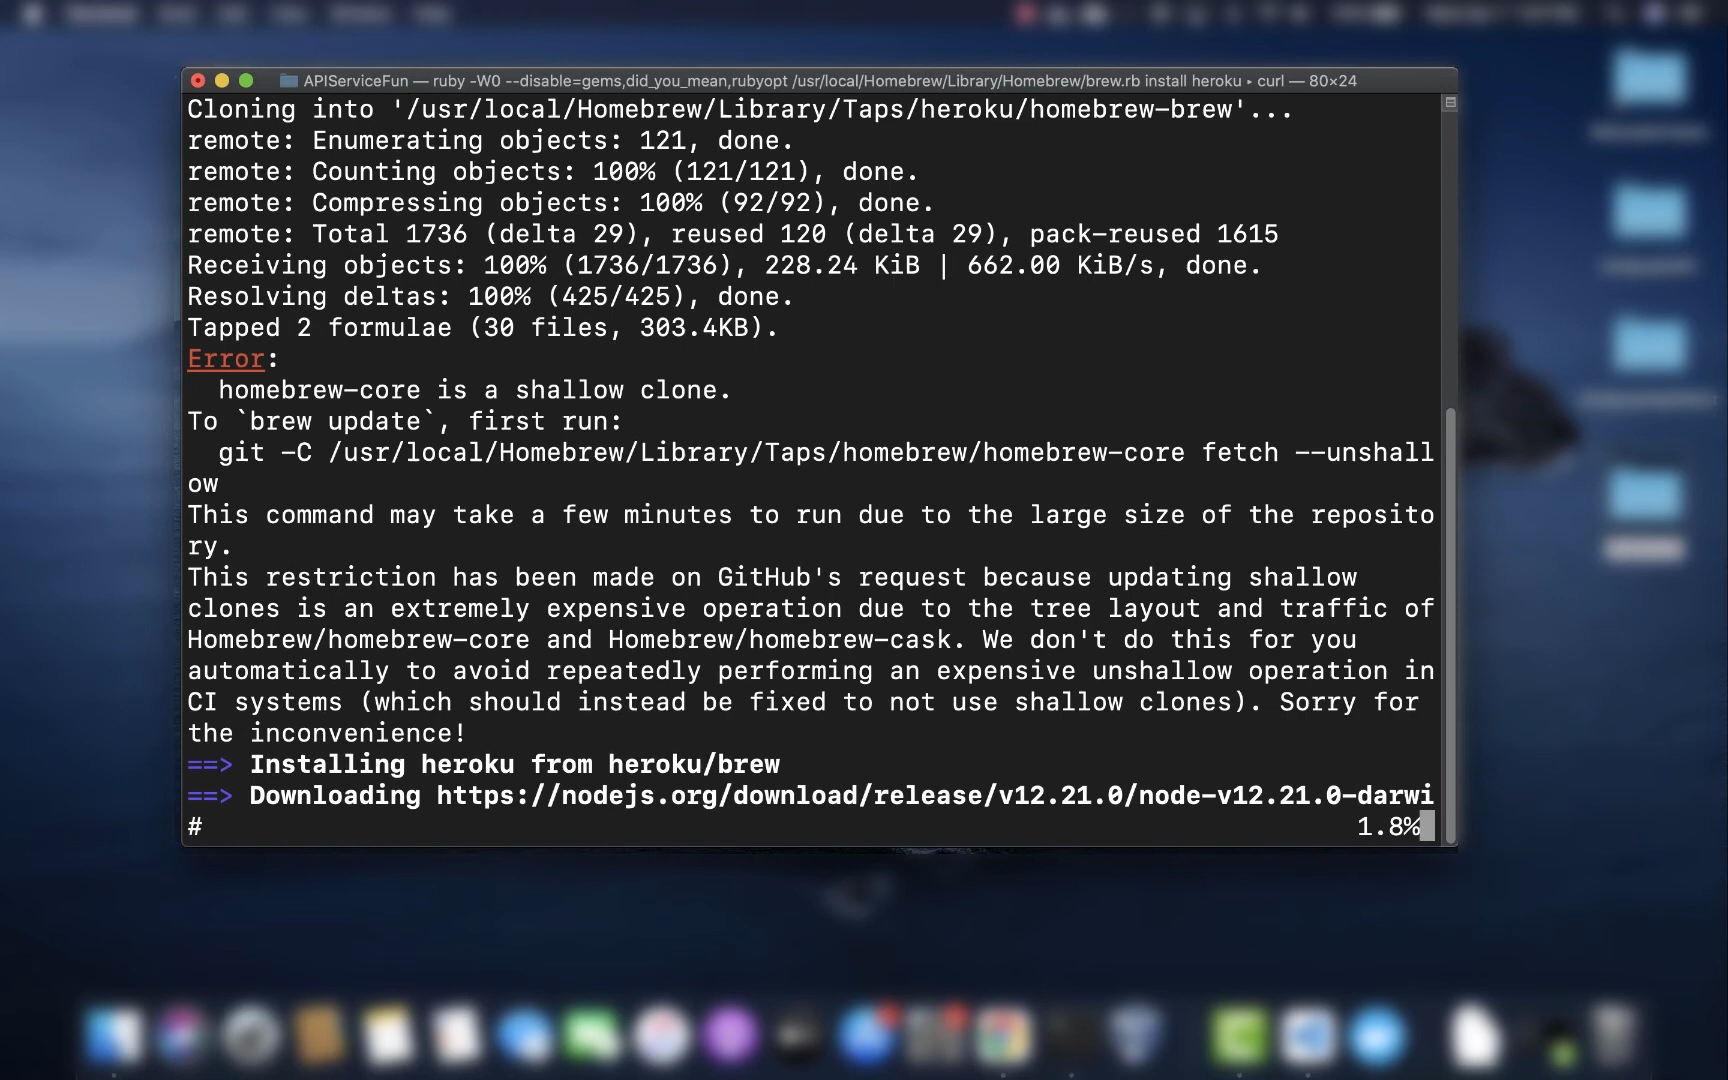 APIServiceFun — ruby -W0 --disable=gems,did_you_mean,rubyopt /usr/local/Homebrew/Library/Homebrew/brew.rb install heroku ▸ curl — 80×24
Cloning into '/usr/local/Homebrew/Library/Taps/heroku/homebrew-brew'...
remote: Enumerating objects: 121, done.
remote: Counting objects: 100% (121/121), done.
remote: Compressing objects: 100% (92/92), done.
remote: Total 1736 (delta 29), reused 120 (delta 29), pack-reused 1615
Receiving objects: 100% (1736/1736), 228.24 KiB | 662.00 KiB/s, done.
Resolving deltas: 100% (425/425), done.
Tapped 2 formulae (30 files, 303.4KB).
Error:
homebrew-core is a shallow clone.
To `brew update`, first run:
git -C /usr/local/Homebrew/Library/Taps/homebrew/homebrew-core fetch --unshall
ow
This command may take a few minutes to run due to the large size of the reposito
ry.
This restriction has been made on GitHub's request because updating shallow
clones is an extremely expensive operation due to the tree layout and traffic of
Homebrew/homebrew-core and Homebrew/homebrew-cask. We don't do this for you
automatically to avoid repeatedly performing an expensive unshallow operation in
CI systems (which should instead be fixed to not use shallow clones). Sorry for
the inconvenience!
==> Installing heroku from heroku/brew
==> Downloading https://nodejs.org/download/release/v12.21.0/node-v12.21.0-darwi
# 1.8%